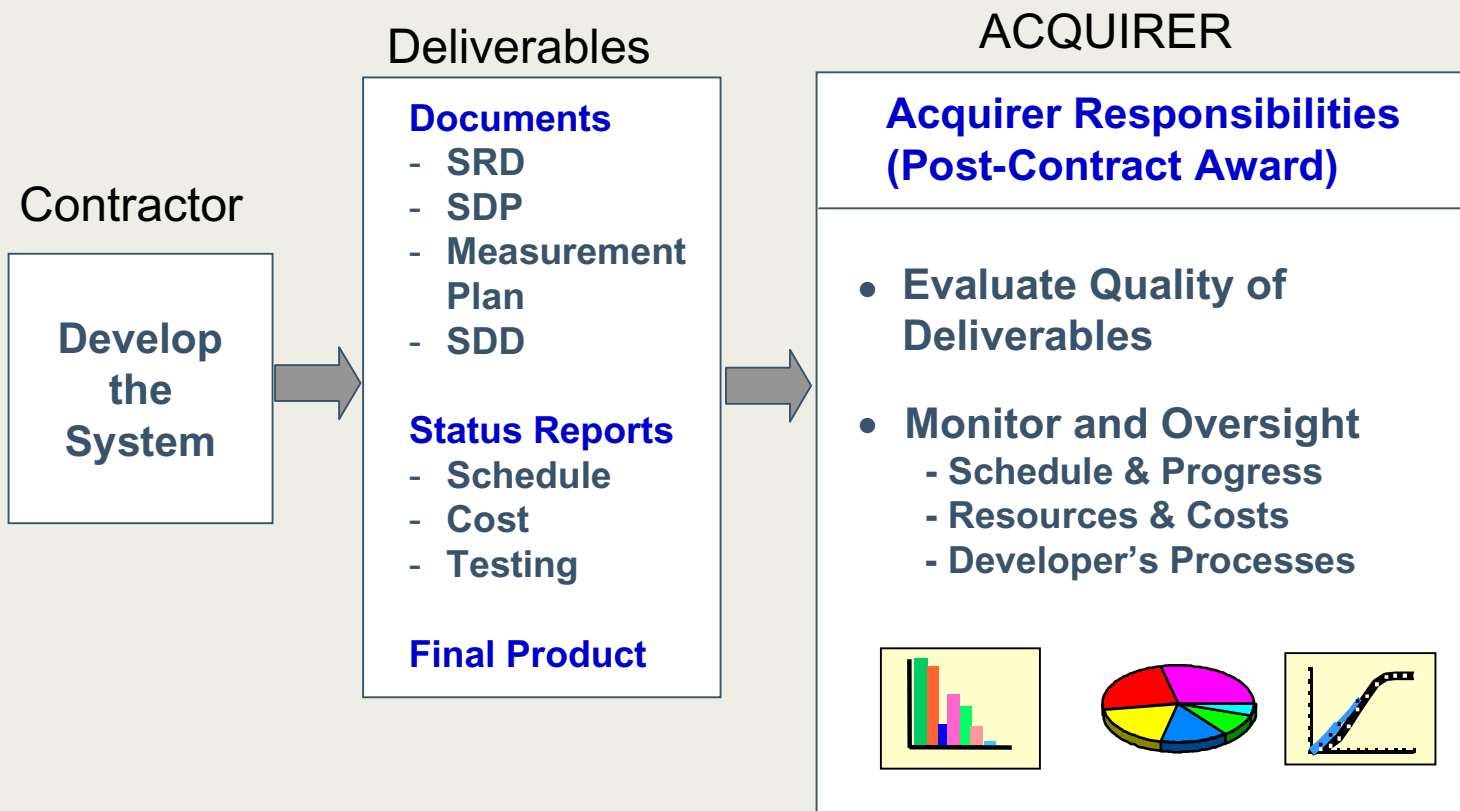 Contractor
Develop
the
System
Deliverables
Documents
- SRD
- SDP
- Measurement
Plan
- SDD
Status Reports
- Schedule
- Cost
- Testing
Final Product
ACQUIRER
Acquirer Responsibilities
(Post-Contract Award)
• Evaluate Quality of
Deliverables
• Monitor and Oversight
- Schedule & Progress
- Resources & Costs
- Developer’s Processes